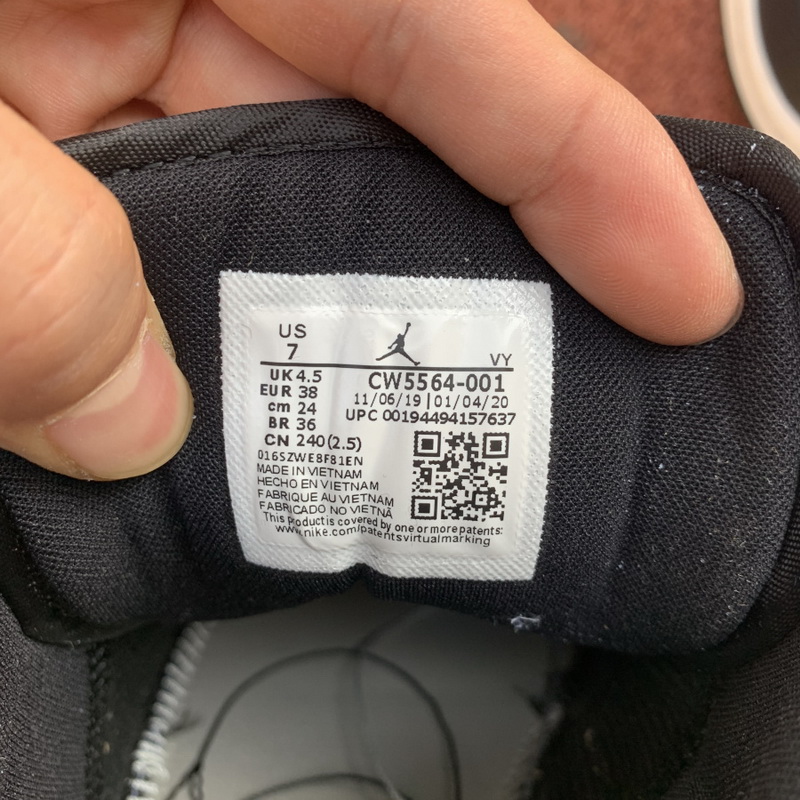 US
7
VY
UK 4.5
EUR 38
cm 24
BR 36
CN 240(2.5)
CW5564-001
11/06/19 | 01/04/20
UPC 00194494157637
016SZWE8F81EN
MADE IN VIETNAM
HECHO EN VIETNAM
FABRIQUE AU VIETNAM
FABRICADO NO VIETNÃ
This product is covered by one or more patents:
www.nike.com/patentsvirtualmarking